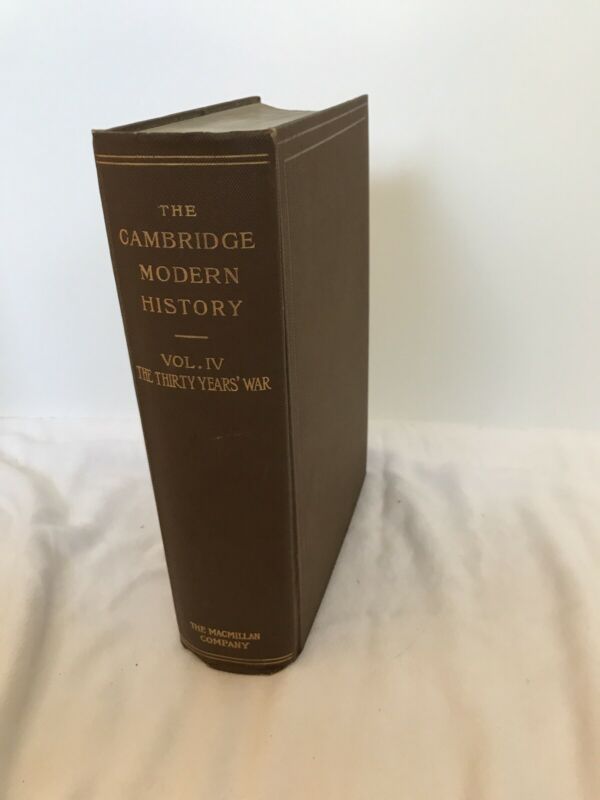 THE
CAMBRIDGE
MODERN
HISTORY
VOL. IV
THE THIRTY YEARS' WAR
THE MACMILLAN
COMPANY